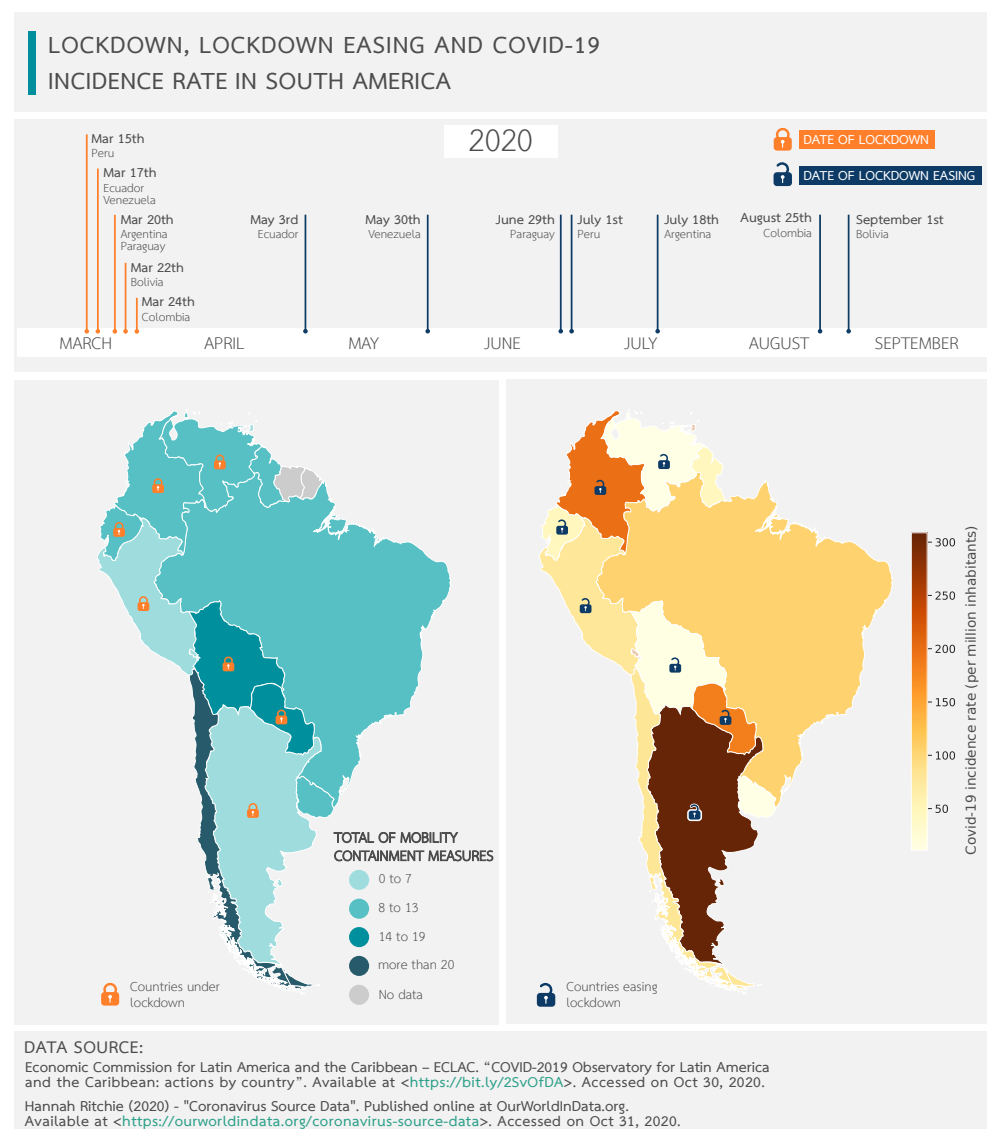 LOCKDOWN, LOCKDOWN EASING AND COVID-19
INCIDENCE RATE IN SOUTH AMERICA
2020
DATE OF LOCKDOWN
DATE OF LOCKDOWN EASING
Mar 15th
Peru
Mar 17th
Ecuador
Venezuela
Mar 20th
Argentina
Paraguay
Mar 22th
Bolivia
Mar 24th
Colombia
May 3rd
Ecuador
May 30th
Venezuela
June 29th
Paraguay
July 1st
Peru
July 18th
Argentina
August 25th
Colombia
September 1st
Bolivia
MARCH
APRIL
MAY
JUNE
JULY
AUGUST
SEPTEMBER
TOTAL OF MOBILITY
CONTAINMENT MEASURES
0 to 7
8 to 13
14 to 19
more than 20
No data
Countries under
lockdown
300
250
200
150
100
50
Covid-19 incidence rate (per million inhabitants)
Countries easing
lockdown
DATA SOURCE:
Economic Commission for Latin America and the Caribbean – ECLAC. “COVID-2019 Observatory for Latin America
and the Caribbean: actions by country”. Available at <https://bit.ly/2SvOfDA>. Accessed on Oct 30, 2020.
Hannah Ritchie (2020) - "Coronavirus Source Data". Published online at OurWorldInData.org.
Available at <https://ourworldindata.org/coronavirus-source-data>. Accessed on Oct 31, 2020.